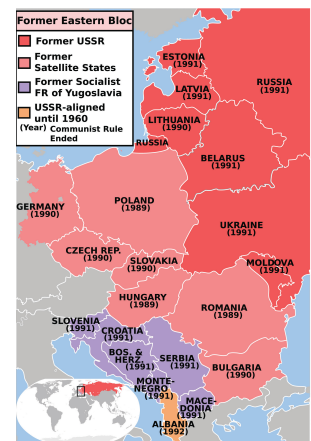 Former Eastern Bloc
Former USSR
Former
Satellite States
Former Socialist
FR of Yugoslavia
USSR-aligned
until 1960
(Year) Communist Rule
Ended
ESTONIA
(1991)
RUSSIA
(1991)
LATVIA
(1991)
LITHUANIA
(1990)
RUSSIA
BELARUS
(1991)
GERMANY
(1990)
POLAND
(1989)
UKRAINE
(1991)
CZECH REP.
(1990)
SLOVAKIA
(1990)
MOLDOVA
(1991)
HUNGARY
(1989)
ROMANIA
(1989)
SLOVENIA
(1991)
CROATIA
(1991)
BOS. &
HERZ.
(1991)
SERBIA
(1991)
BULGARIA
(1990)
MONTE-
NEGRO
(1991)
MACE-
DONIA
(1991)
ALBANIA
(1992)